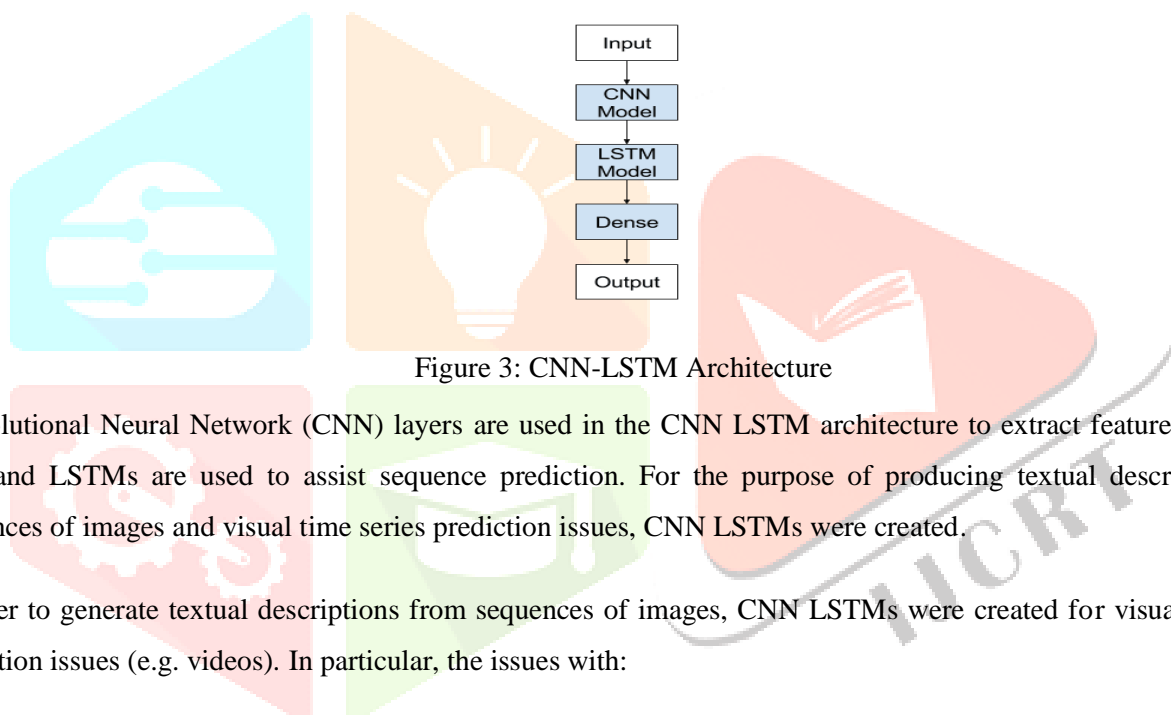 Input
CNN
Model
LSTM
Model
Dense
Output
Figure 3: CNN-LSTM Architecture
lutional Neural Network (CNN) layers are used in the CNN LSTM architecture to extract feature
and LSTMs are used to assist sequence prediction. For the purpose of producing textual descr
nces of images and visual time series prediction issues, CNN LSTMs were created.
er to generate textual descriptions from sequences of images, CNN LSTMs were created for visua
tion issues (e.g. videos). In particular, the issues with:
IJCRT